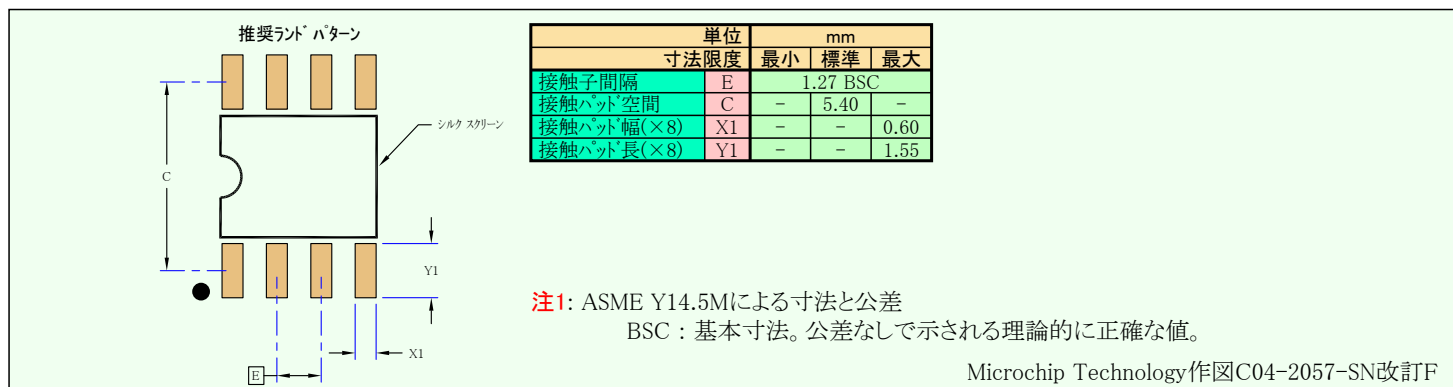 推奨ランド パターン
シルク スクリーン
C
Y1
X1
E
単位 mm
寸法限度 最小 標準 最大
接触子間隔 E 1.27 BSC
接触パッド空間 C - 5.40 -
接触パッド幅(×8) X1 - - 0.60
接触パッド長(×8) Y1 - - 1.55
注1: ASME Y14.5Mによる寸法と公差
BSC : 基本寸法。公差なしで示される理論的に正確な値。
Microchip Technology作図C04-2057-SN改訂F